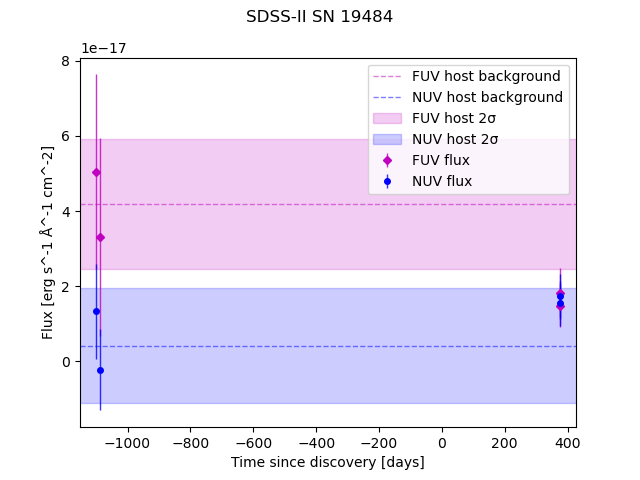 SDSS-II SN 19484
1e−17
8
6
4
2
0
Flux [erg s^-1 Å^-1 cm^-2]
FUV host background
NUV host background
FUV host 2σ
NUV host 2σ
FUV flux
NUV flux
−1000 −800 −600 −400 −200 0 200 400
Time since discovery [days]